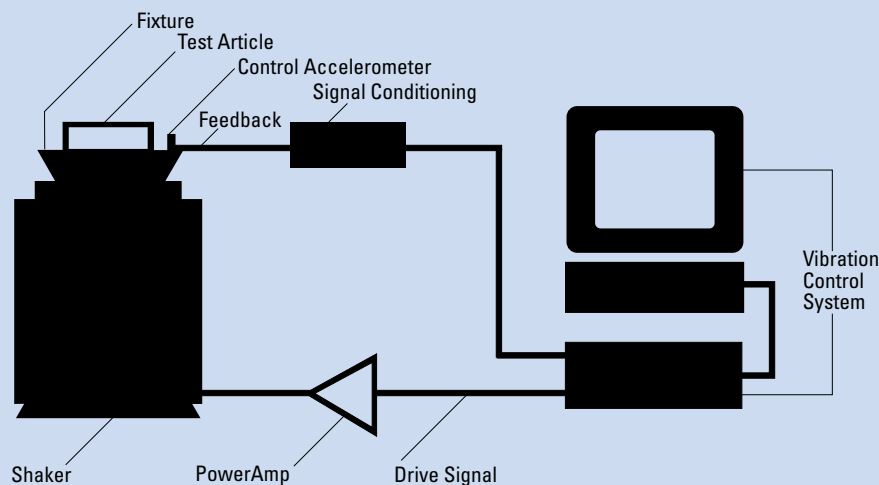 Fixture
Test Article
Control Accelerometer
Signal Conditioning
Feedback
Vibration
Control
System
Shaker
PowerAmp
Drive Signal